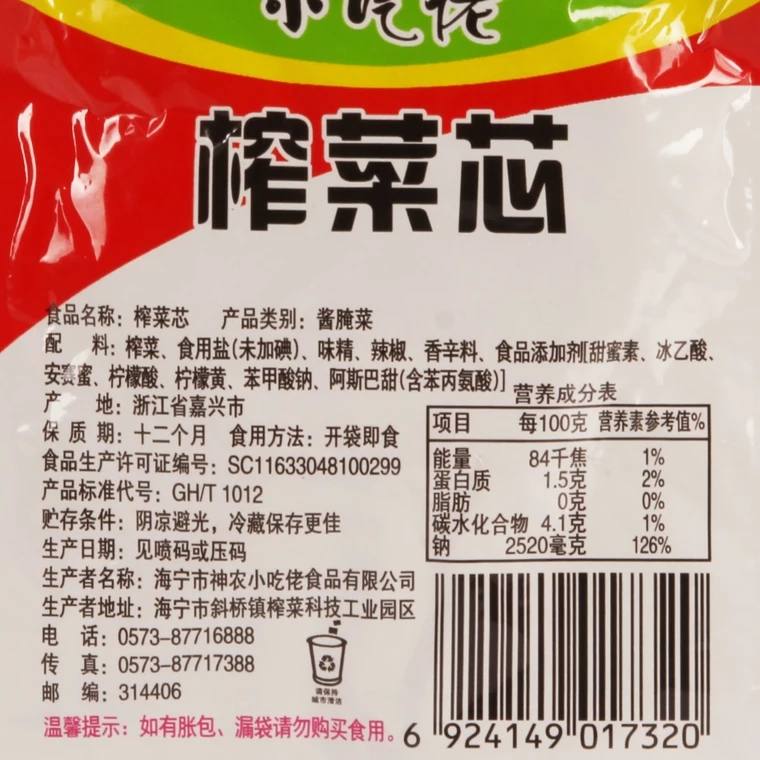 小吃佬
榨菜芯
食品名称：榨菜芯 产品类别：酱腌菜
配 料：榨菜、食用盐(未加碘)、味精、辣椒、香辛料、食品添加剂[甜蜜素、冰乙酸、
安赛蜜、柠檬酸、柠檬黄、苯甲酸钠、阿斯巴甜(含苯丙氨酸)]
产 地：浙江省嘉兴市
保 质 期：十二个月 食用方法：开袋即食
食品生产许可证编号：SC11633048100299
产品标准代号：GH/T 1012
贮存条件：阴凉避光，冷藏保存更佳
生产日期：见喷码或压码
生产者名称：海宁市神农小吃佬食品有限公司
生产者地址：海宁市斜桥镇榨菜科技工业园区
电 话：0573-87716888
传 真：0573-87717388
邮 编：314406
请保持
城市清洁
温馨提示：如有胀包、漏袋请勿购买食用。
营养成分表
项目 每100克 营养素参考值%
能量 84千焦 1%
蛋白质 1.5克 2%
脂肪 0克 0%
碳水化合物 4.1克 1%
钠 2520毫克 126%
6 924149 017320